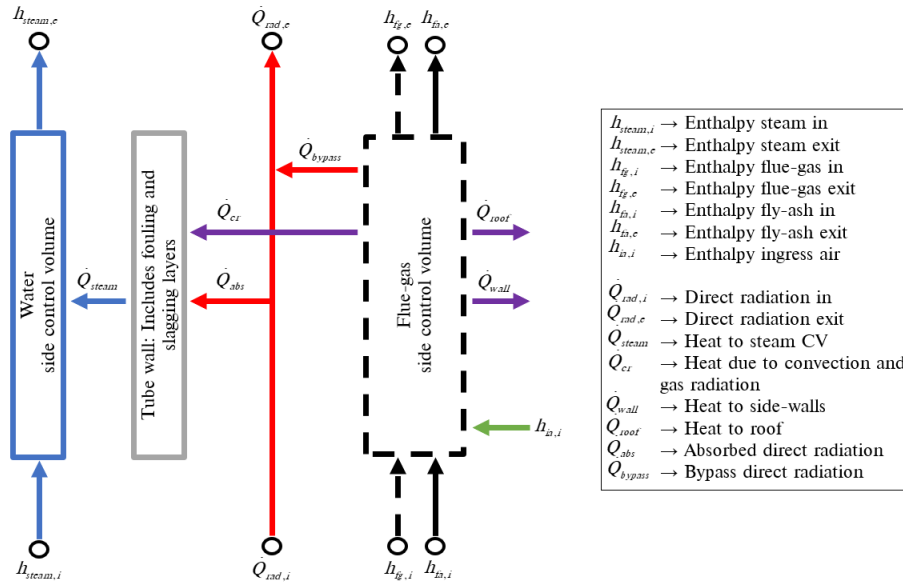 h_steam,e
Q̇_rad,e
h_fg,e
h_fa,e
Q̇_bypass
Q̇_cr
Q̇_roof
Q̇_steam
Q̇_abs
Q̇_wall
Water
side control volume
Tube wall: Includes fouling and
slagging layers
Flue-gas
side control volume
h_ia,i
h_steam,i
Q̇_rad,i
h_fg,i
h_fa,i
h_steam,i → Enthalpy steam in
h_steam,e → Enthalpy steam exit
h_fg,i → Enthalpy flue-gas in
h_fg,e → Enthalpy flue-gas exit
h_fa,i → Enthalpy fly-ash in
h_fa,e → Enthalpy fly-ash exit
h_ia,i → Enthalpy ingress air
Q̇_rad,i → Direct radiation in
Q̇_rad,e → Direct radiation exit
Q̇_steam → Heat to steam CV
Q̇_cr → Heat due to convection and
gas radiation
Q̇_wall → Heat to side-walls
Q̇_roof → Heat to roof
Q̇_abs → Absorbed direct radiation
Q̇_bypass → Bypass direct radiation